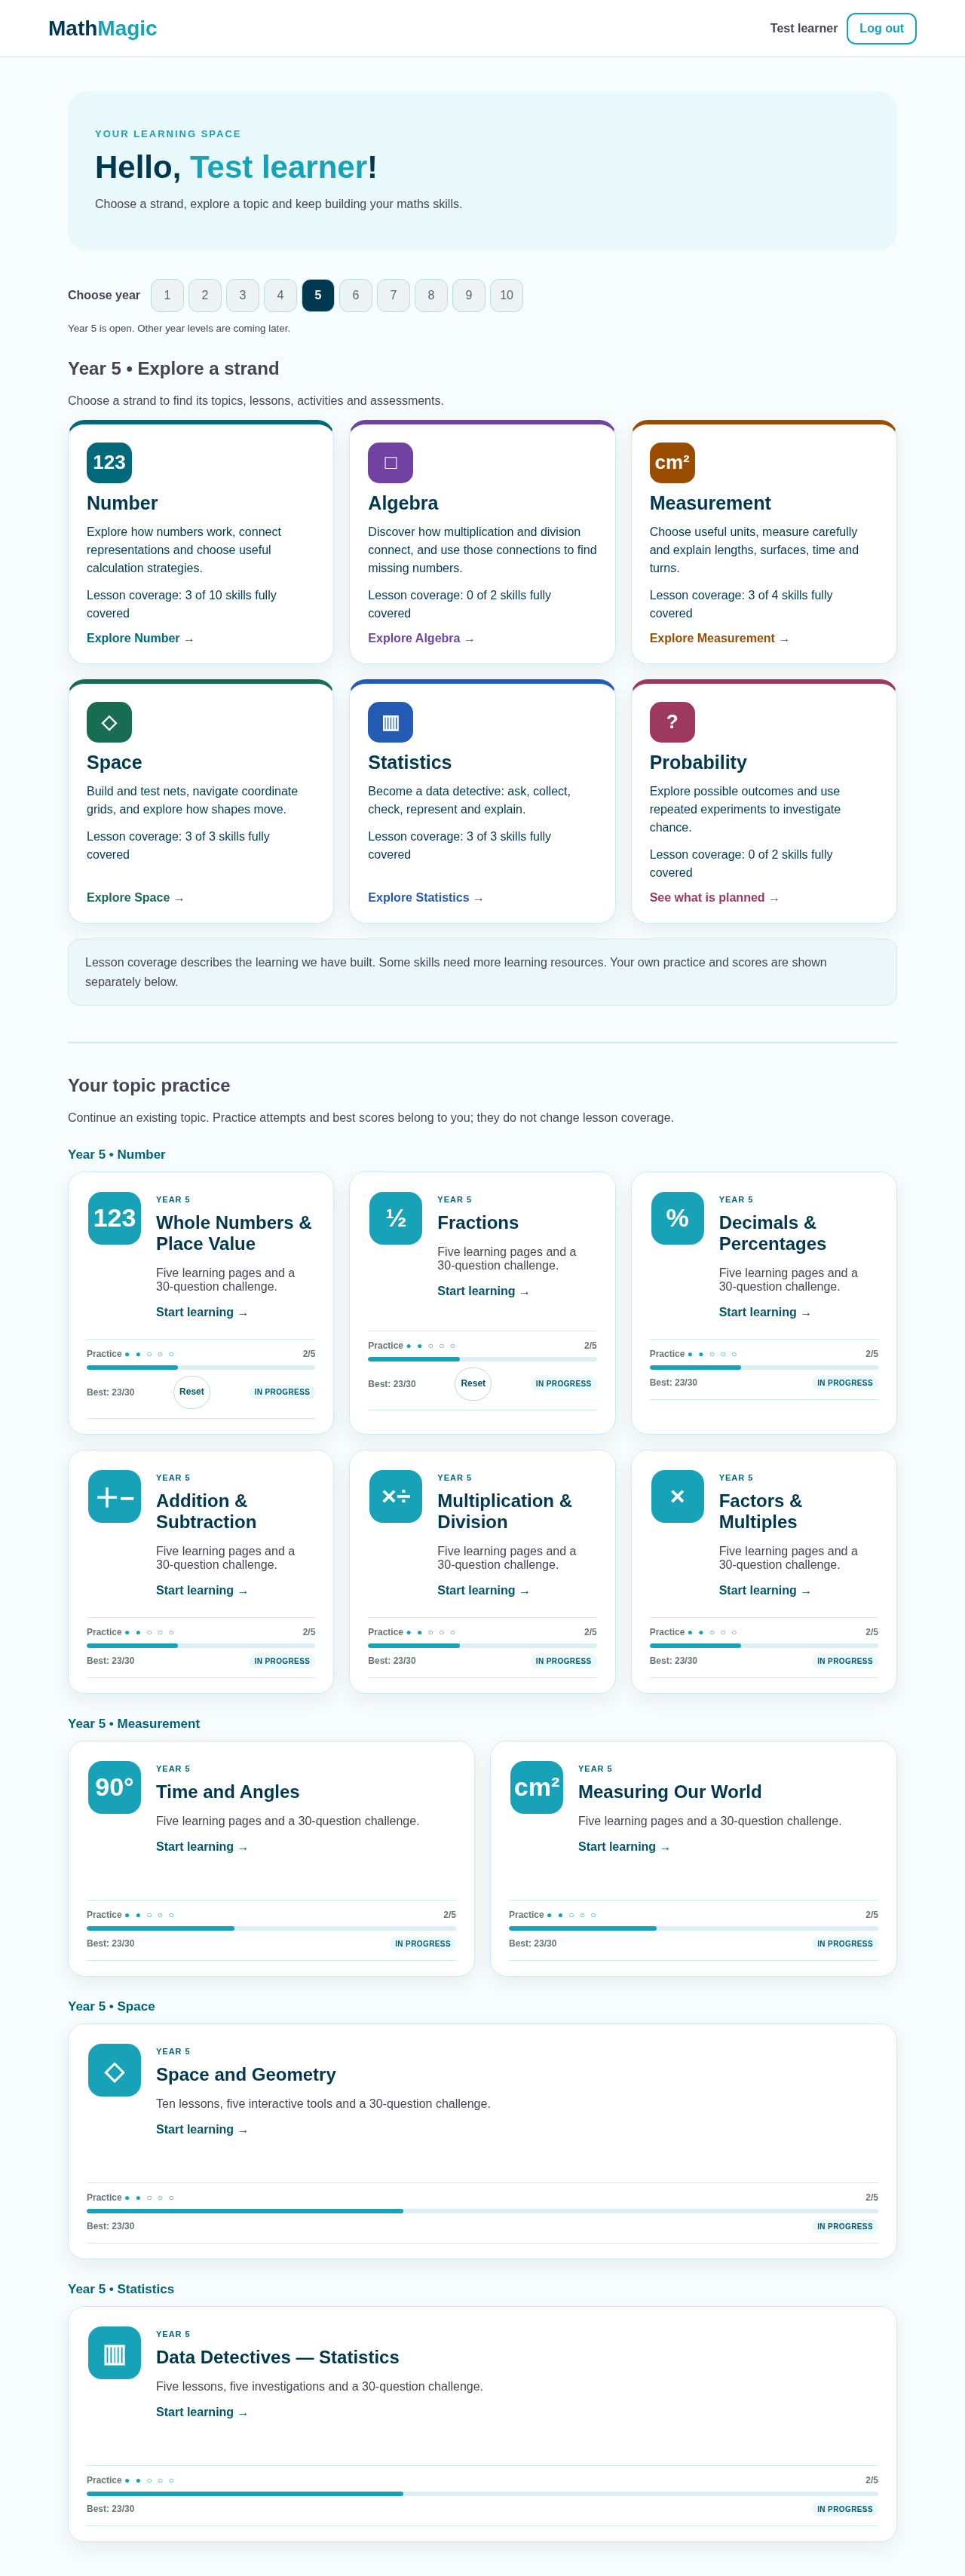 MathMagic
Test learner Log out
YOUR LEARNING SPACE
Hello, Test learner!
Choose a strand, explore a topic and keep building your maths skills.
Choose year 1 2 3 4 5 6 7 8 9 10
Year 5 is open. Other year levels are coming later.
Year 5 • Explore a strand
Choose a strand to find its topics, lessons, activities and assessments.
123
Number
Explore how numbers work, connect
representations and choose useful
calculation strategies.
Lesson coverage: 3 of 10 skills fully
covered
Explore Number →
□
Algebra
Discover how multiplication and division
connect, and use those connections to find
missing numbers.
Lesson coverage: 0 of 2 skills fully
covered
Explore Algebra →
cm²
Measurement
Choose useful units, measure carefully
and explain lengths, surfaces, time and
turns.
Lesson coverage: 3 of 4 skills fully
covered
Explore Measurement →
◇
Space
Build and test nets, navigate coordinate
grids, and explore how shapes move.
Lesson coverage: 3 of 3 skills fully
covered
Explore Space →
▥
Statistics
Become a data detective: ask, collect,
check, represent and explain.
Lesson coverage: 3 of 3 skills fully
covered
Explore Statistics →
?
Probability
Explore possible outcomes and use
repeated experiments to investigate
chance.
Lesson coverage: 0 of 2 skills fully
covered
See what is planned →
Lesson coverage describes the learning we have built. Some skills need more learning resources. Your own practice and scores are shown
separately below.
Your topic practice
Continue an existing topic. Practice attempts and best scores belong to you; they do not change lesson coverage.
Year 5 • Number
123
YEAR 5
Whole Numbers &
Place Value
Five learning pages and a
30-question challenge.
Start learning →
Practice ● ● ○ ○ ○ 2/5
Best: 23/30 Reset IN PROGRESS
½
YEAR 5
Fractions
Five learning pages and a
30-question challenge.
Start learning →
Practice ● ● ○ ○ ○ 2/5
Best: 23/30 Reset IN PROGRESS
%
YEAR 5
Decimals &
Percentages
Five learning pages and a
30-question challenge.
Start learning →
Practice ● ● ○ ○ ○ 2/5
Best: 23/30 IN PROGRESS
+−
YEAR 5
Addition &
Subtraction
Five learning pages and a
30-question challenge.
Start learning →
Practice ● ● ○ ○ ○ 2/5
Best: 23/30 IN PROGRESS
×÷
YEAR 5
Multiplication &
Division
Five learning pages and a
30-question challenge.
Start learning →
Practice ● ● ○ ○ ○ 2/5
Best: 23/30 IN PROGRESS
×
YEAR 5
Factors &
Multiples
Five learning pages and a
30-question challenge.
Start learning →
Practice ● ● ○ ○ ○ 2/5
Best: 23/30 IN PROGRESS
Year 5 • Measurement
90°
YEAR 5
Time and Angles
Five learning pages and a 30-question challenge.
Start learning →
Practice ● ● ○ ○ ○ 2/5
Best: 23/30 IN PROGRESS
cm²
YEAR 5
Measuring Our World
Five learning pages and a 30-question challenge.
Start learning →
Practice ● ● ○ ○ ○ 2/5
Best: 23/30 IN PROGRESS
Year 5 • Space
◇
YEAR 5
Space and Geometry
Ten lessons, five interactive tools and a 30-question challenge.
Start learning →
Practice ● ● ○ ○ ○ 2/5
Best: 23/30 IN PROGRESS
Year 5 • Statistics
▥
YEAR 5
Data Detectives — Statistics
Five lessons, five investigations and a 30-question challenge.
Start learning →
Practice ● ● ○ ○ ○ 2/5
Best: 23/30 IN PROGRESS